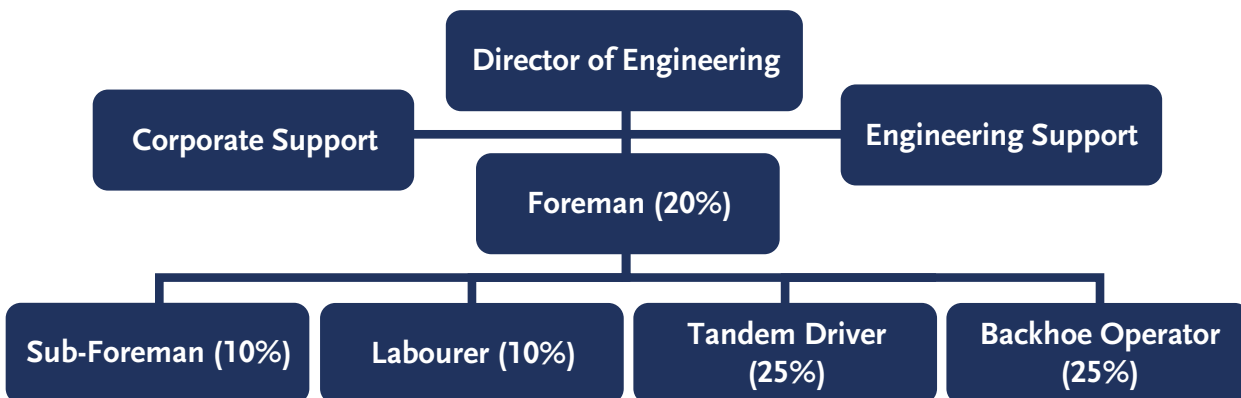 Director of Engineering
Corporate Support
Engineering Support
Foreman (20%)
Sub-Foreman (10%)
Labourer (10%)
Tandem Driver
(25%)
Backhoe Operator
(25%)